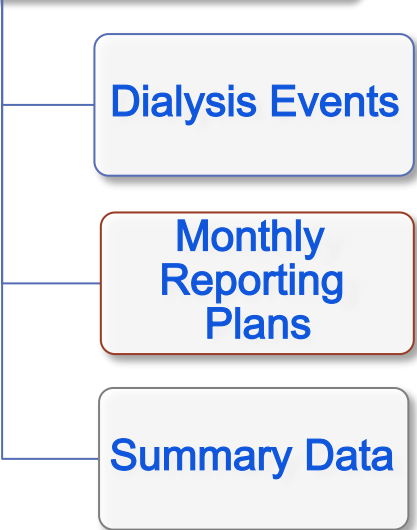 Dialysis Events
Monthly
Reporting
Plans
Summary Data